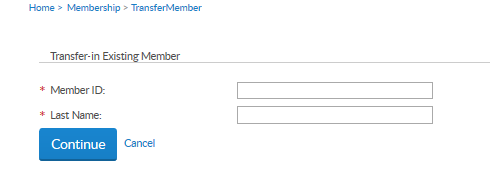 Home > Membership > TransferMember
Transfer-in Existing Member
* Member ID:
* Last Name:
Continue Cancel